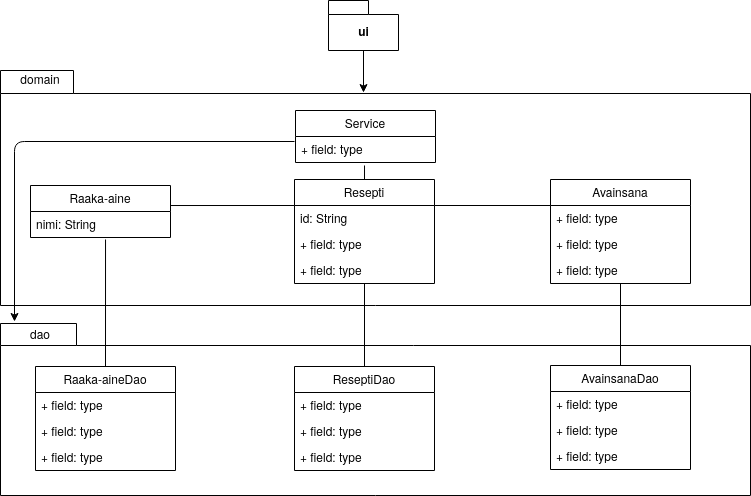 ui
domain
Service
+ field: type
Raaka-aine
nimi: String
Resepti
id: String
+ field: type
+ field: type
Avainsana
+ field: type
+ field: type
+ field: type
dao
Raaka-aineDao
+ field: type
+ field: type
+ field: type
ReseptiDao
+ field: type
+ field: type
+ field: type
AvainsanaDao
+ field: type
+ field: type
+ field: type